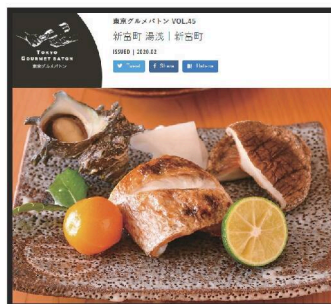 TOKYO
GOURMET BATON
東京グルメバトン
東京グルメバトン VOL.45
新富町 湯浅｜新富町
ISSUED | 2020.02
Tweet
Share
Hatena